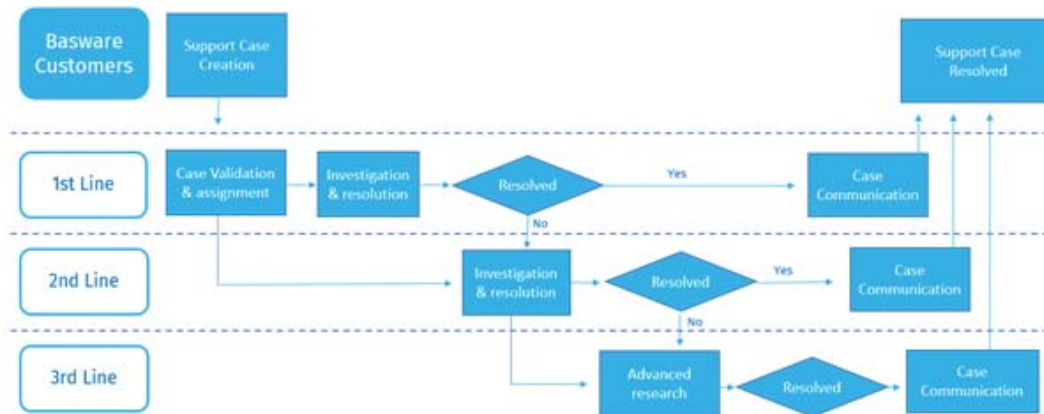 Basware
Customers
Support Case
Creation
Support Case
Resolved
1st Line
Case Validation
& assignment
Investigation
& resolution
Resolved
Yes
Case
Communication
No
2nd Line
Investigation
& resolution
Resolved
Yes
Case
Communication
No
3rd Line
Advanced
research
Resolved
Case
Communication